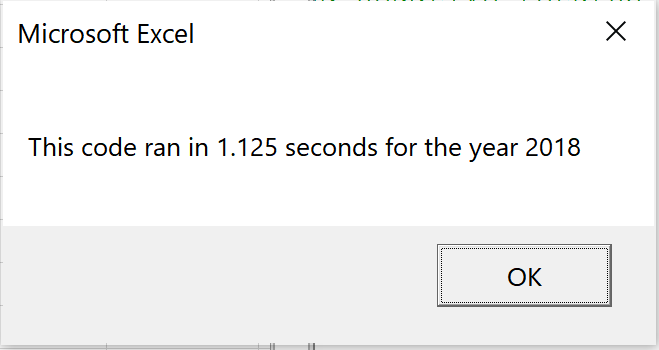 Microsoft Excel
This code ran in 1.125 seconds for the year 2018
OK